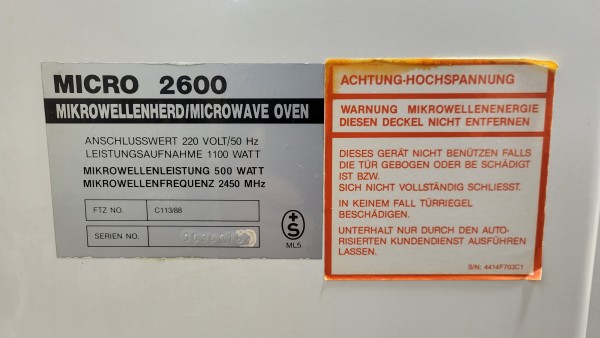 MICRO 2600
MIKROWELLENHERD/MICROWAVE OVEN
ANSCHLUSSWERT 220 VOLT/50 Hz
LEISTUNGSAUFNAHME 1100 WATT
MIKROWELLENLEISTUNG 500 WATT
MIKROWELLENFREQUENZ 2450 MHz
FTZ NO. C113/88
SERIEN NO.
+S
ML5
ACHTUNG-HOCHSPANNUNG
WARNUNG MIKROWELLENENERGIE
DIESEN DECKEL NICHT ENTFERNEN
DIESES GERÄT NICHT BENÜTZEN FALLS
DIE TÜR GEBOGEN ODER BE SCHÄDIGT
IST BZW.
SICH NICHT VOLLSTÄNDIG SCHLIESST.
IN KEINEM FALL TÜRRIEGEL
BESCHÄDIGEN.
UNTERHALT NUR DURCH DEN AUTO-
RISIERTEN KUNDENDIENST AUSFÜHREN
LASSEN.
S/N: 4414F703C1